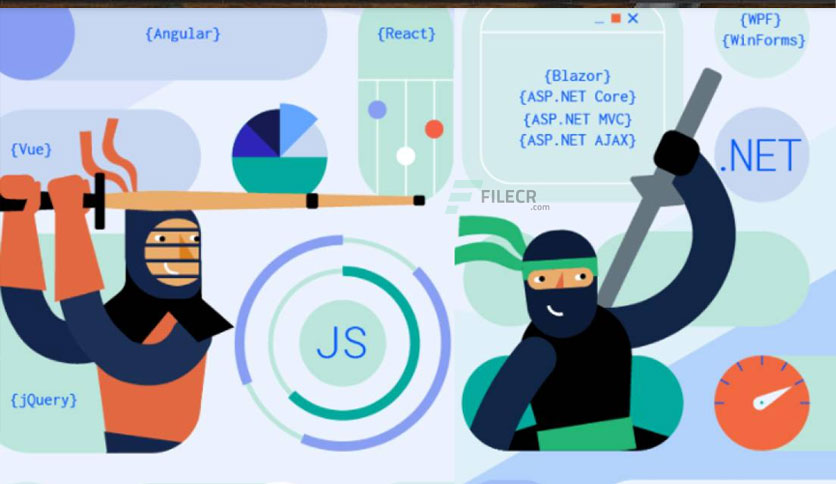 {Angular}
{React}
{Vue}
JS
{jQuery}
{WPF}
{WinForms}
{Blazor}
{ASP.NET Core}
{ASP.NET MVC}
{ASP.NET AJAX}
.NET
FILECR
.com